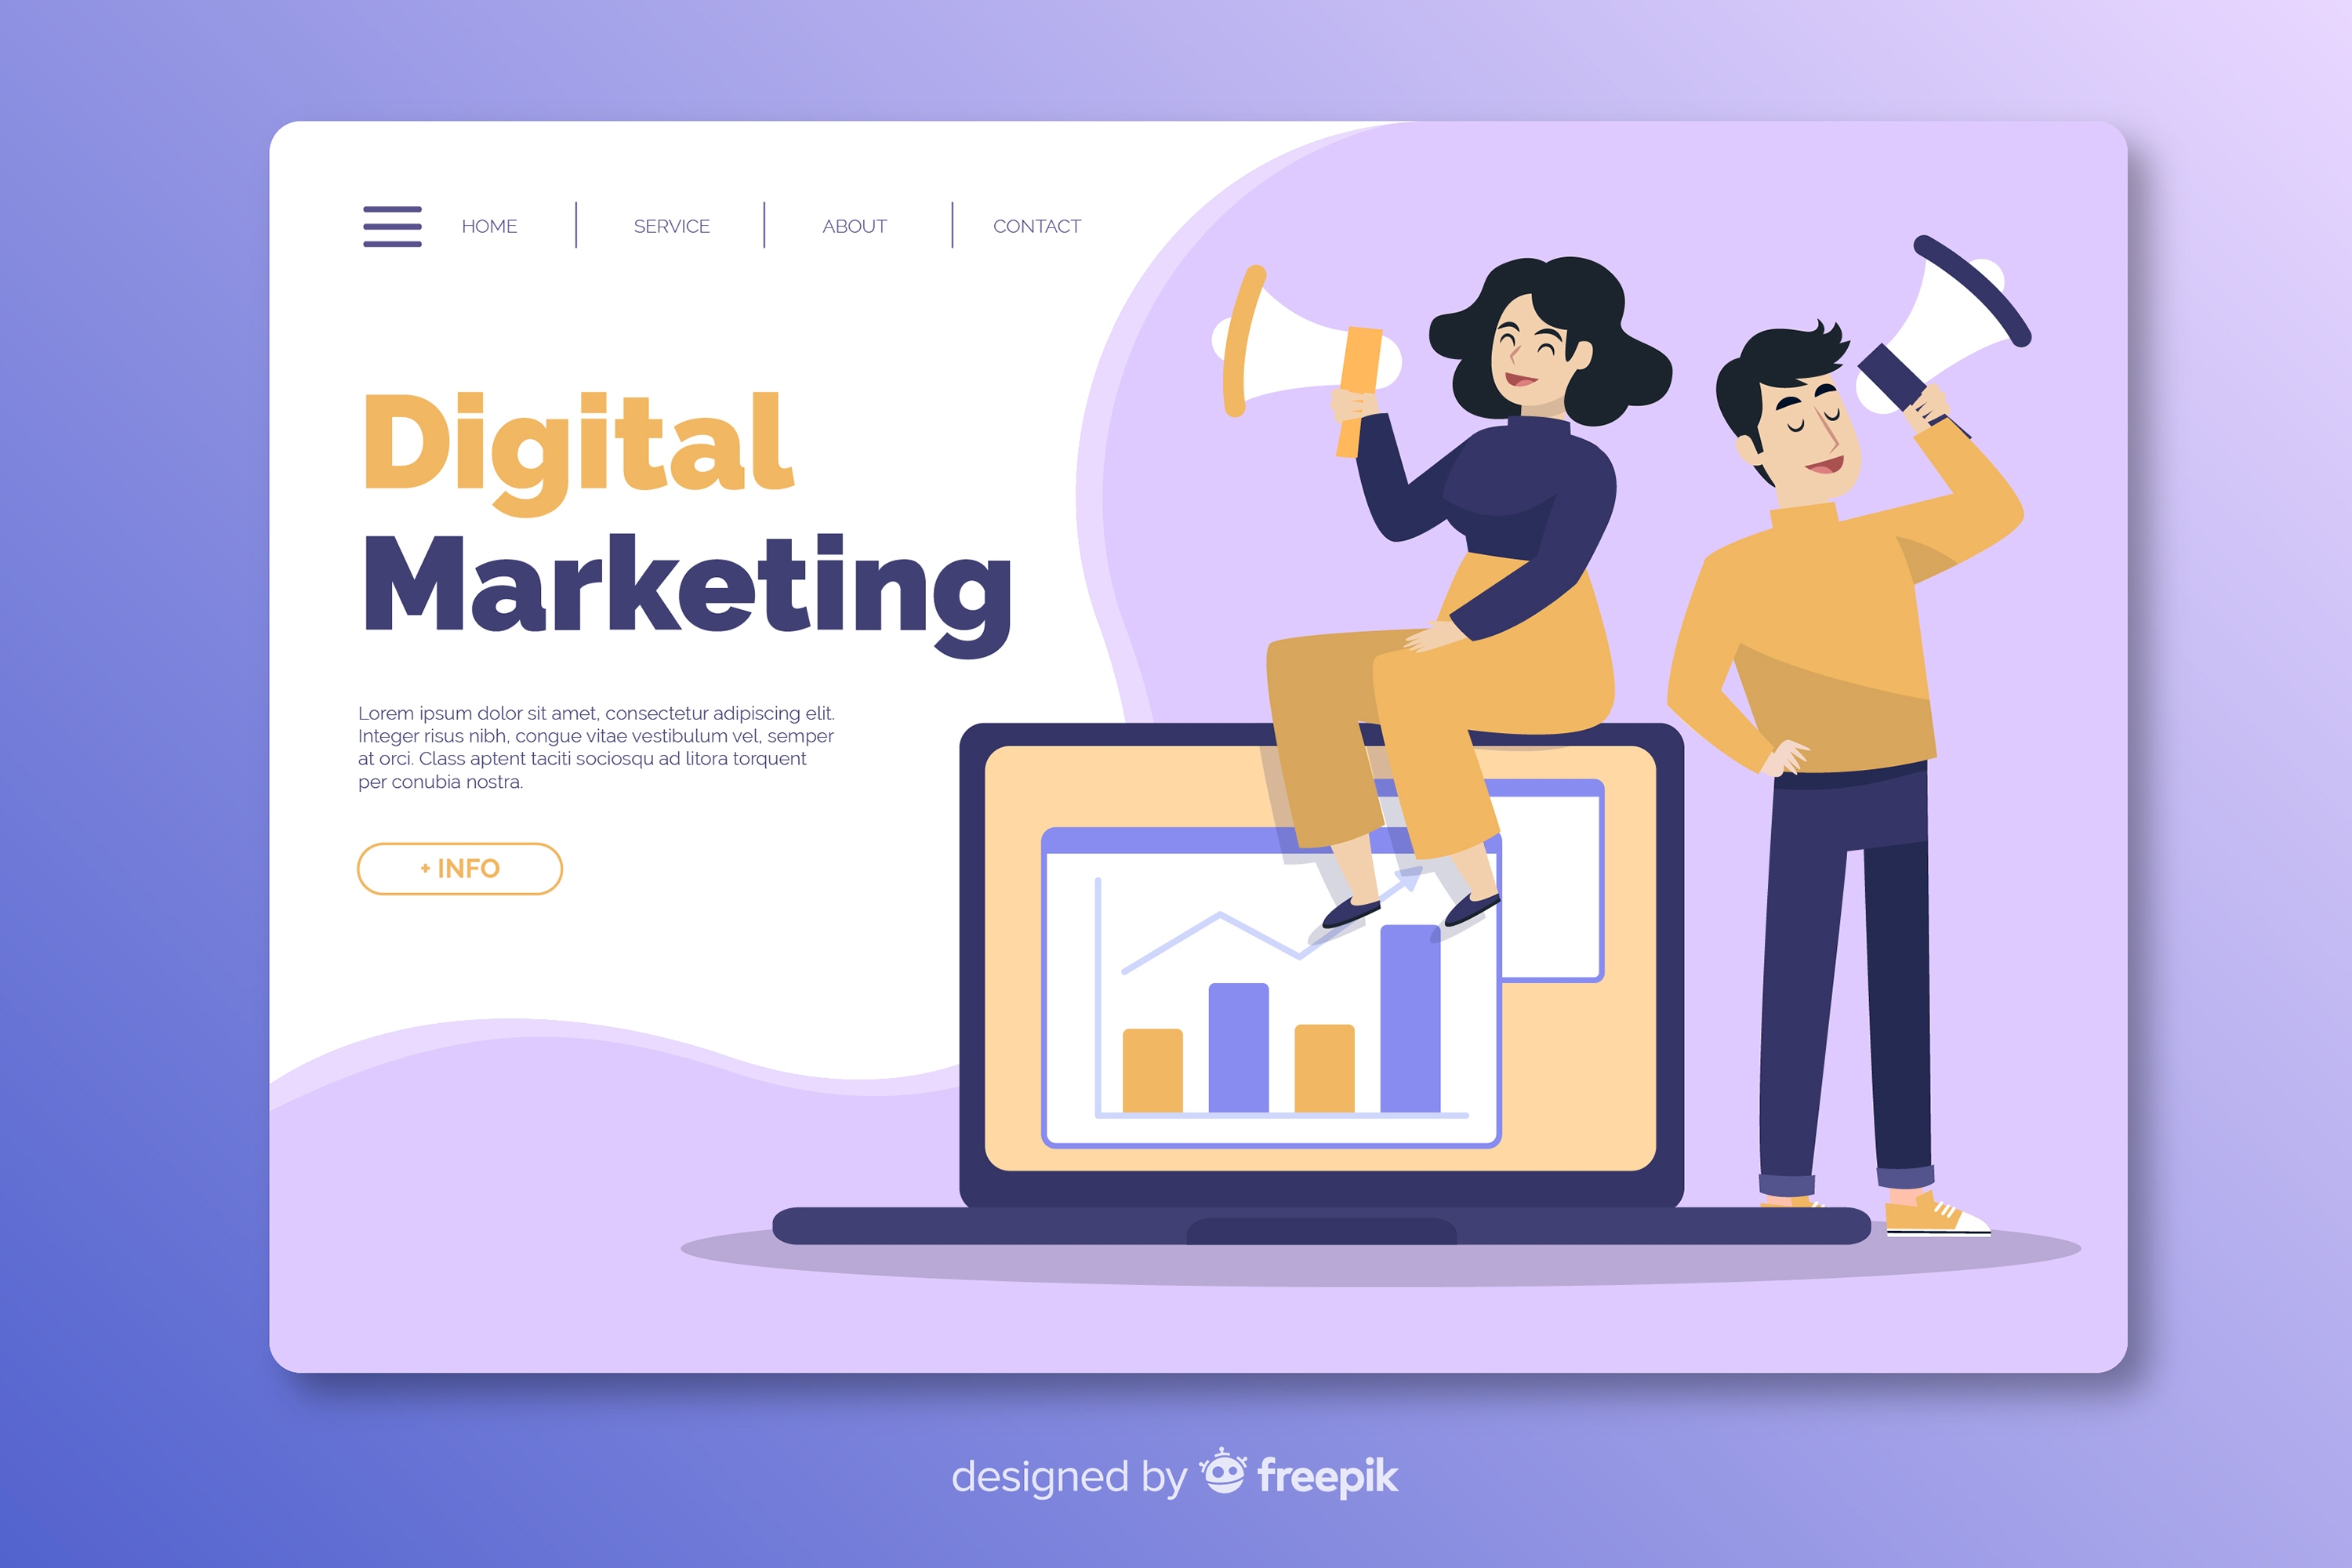 HOME SERVICE ABOUT CONTACT
Digital
Marketing
Lorem ipsum dolor sit amet, consectetur adipiscing elit.
Integer risus nibh, congue vitae vestibulum vel, semper
at orci. Class aptent taciti sociosqu ad litora torquent
per conubia nostra.
+ INFO
designed by freepik